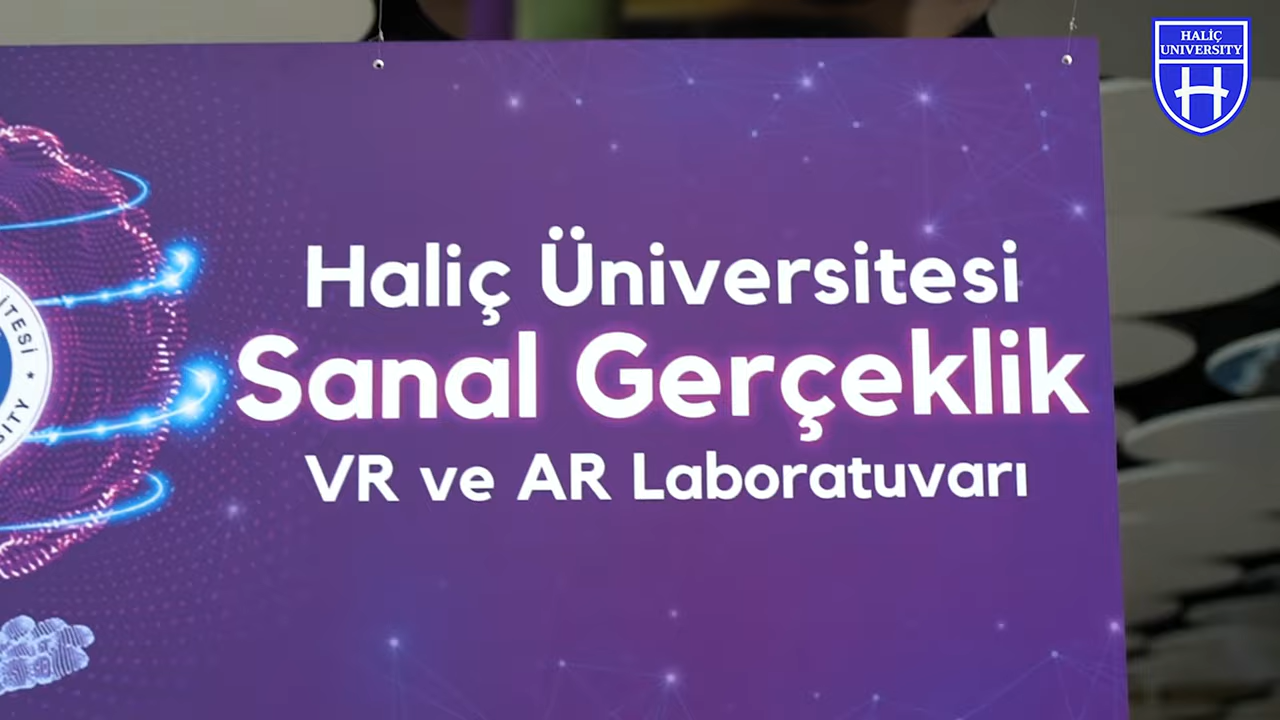 HALİÇ
UNIVERSITY
Haliç Üniversitesi
Sanal Gerçeklik
VR ve AR Laboratuvarı